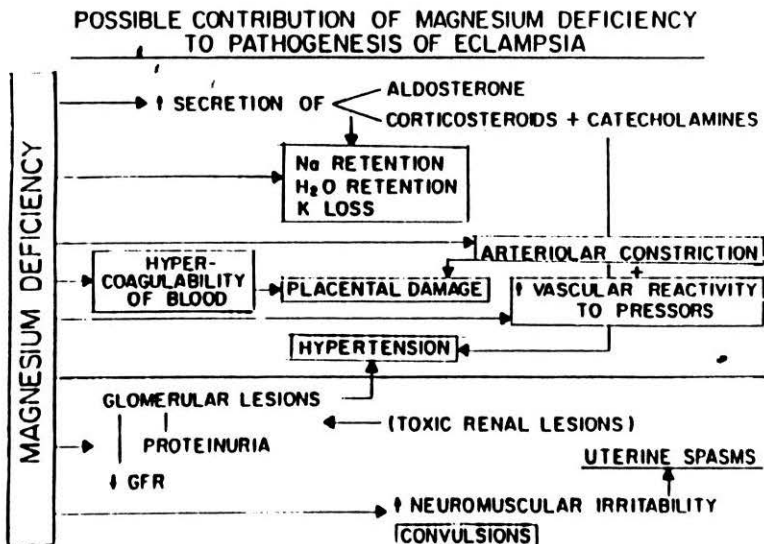 POSSIBLE CONTRIBUTION OF MAGNESIUM DEFICIENCY
TO PATHOGENESIS OF ECLAMPSIA
MAGNESIUM DEFICIENCY
↑ SECRETION OF
ALDOSTERONE
CORTICOSTEROIDS + CATECHOLAMINES
Na RETENTION
H₂O RETENTION
K LOSS
ARTERIOLAR CONSTRICTION
+
HYPER-
COAGULABILITY
OF BLOOD
PLACENTAL DAMAGE
↑ VASCULAR REACTIVITY
TO PRESSORS
HYPERTENSION
GLOMERULAR LESIONS
PROTEINURIA
(TOXIC RENAL LESIONS)
↓ GFR
UTERINE SPASMS
↑ NEUROMUSCULAR IRRITABILITY
CONVULSIONS